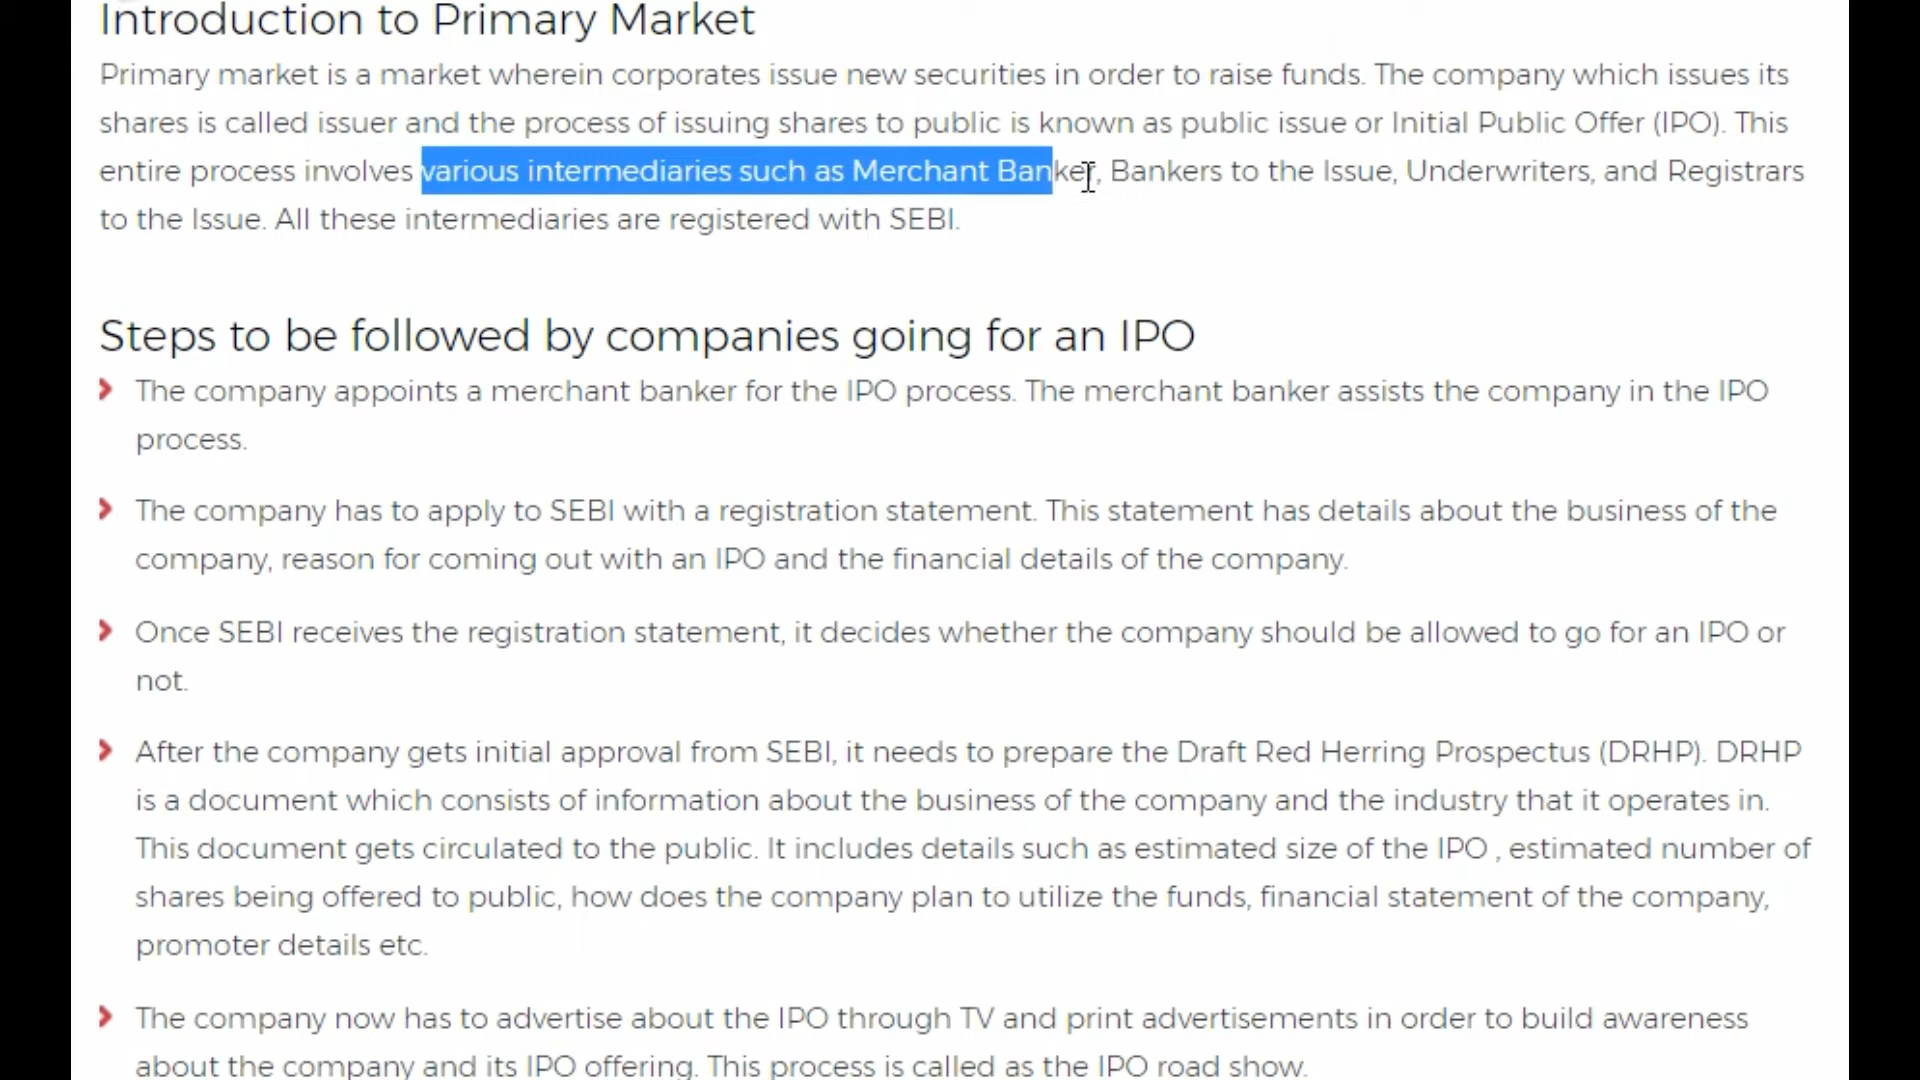 Introduction to Primary Market
Primary market is a market wherein corporates issue new securities in order to raise funds. The company which issues its
shares is called issuer and the process of issuing shares to public is known as public issue or Initial Public Offer (IPO). This
entire process involves various intermediaries such as Merchant Banker, Bankers to the Issue, Underwriters, and Registrars
to the Issue. All these intermediaries are registered with SEBI.
Steps to be followed by companies going for an IPO
The company appoints a merchant banker for the IPO process. The merchant banker assists the company in the IPO
process.
The company has to apply to SEBI with a registration statement. This statement has details about the business of the
company, reason for coming out with an IPO and the financial details of the company.
Once SEBI receives the registration statement, it decides whether the company should be allowed to go for an IPO or
not.
After the company gets initial approval from SEBI, it needs to prepare the Draft Red Herring Prospectus (DRHP). DRHP
is a document which consists of information about the business of the company and the industry that it operates in.
This document gets circulated to the public. It includes details such as estimated size of the IPO , estimated number of
shares being offered to public, how does the company plan to utilize the funds, financial statement of the company,
promoter details etc.
The company now has to advertise about the IPO through TV and print advertisements in order to build awareness
about the company and its IPO offering. This process is called as the IPO road show.